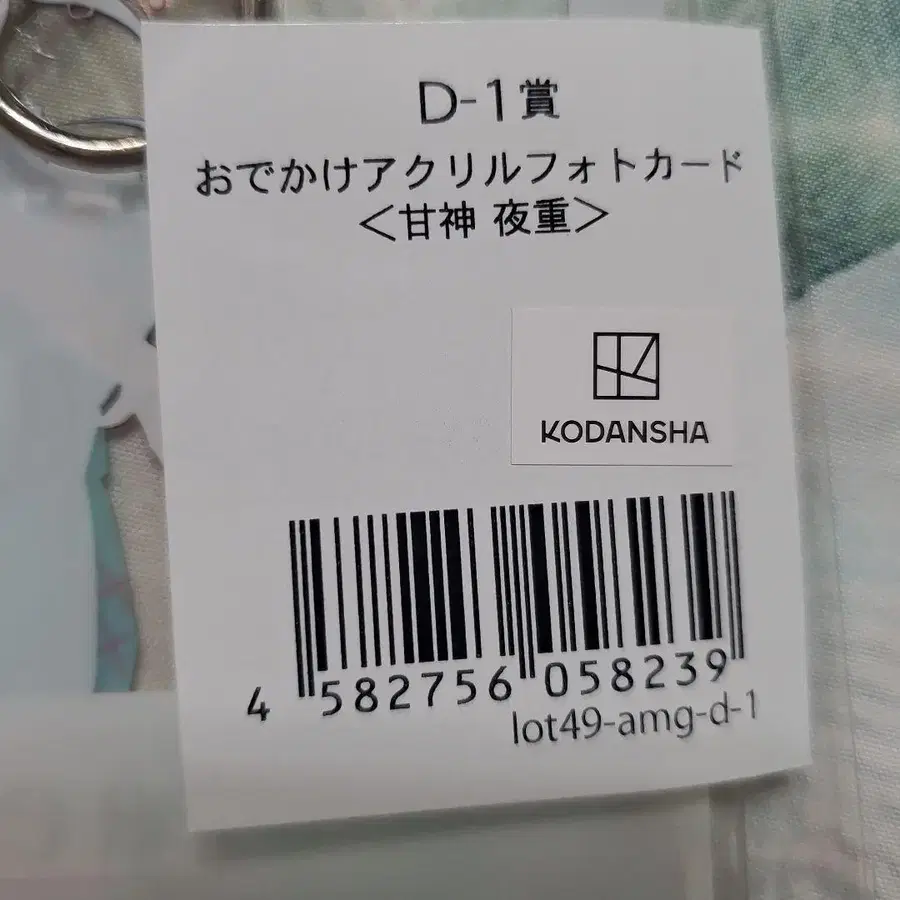 D-1賞
おでかけアクリルフォトカード
＜甘神 夜重＞
KODANSHA
4 582756 058239
lot49-amg-d-1